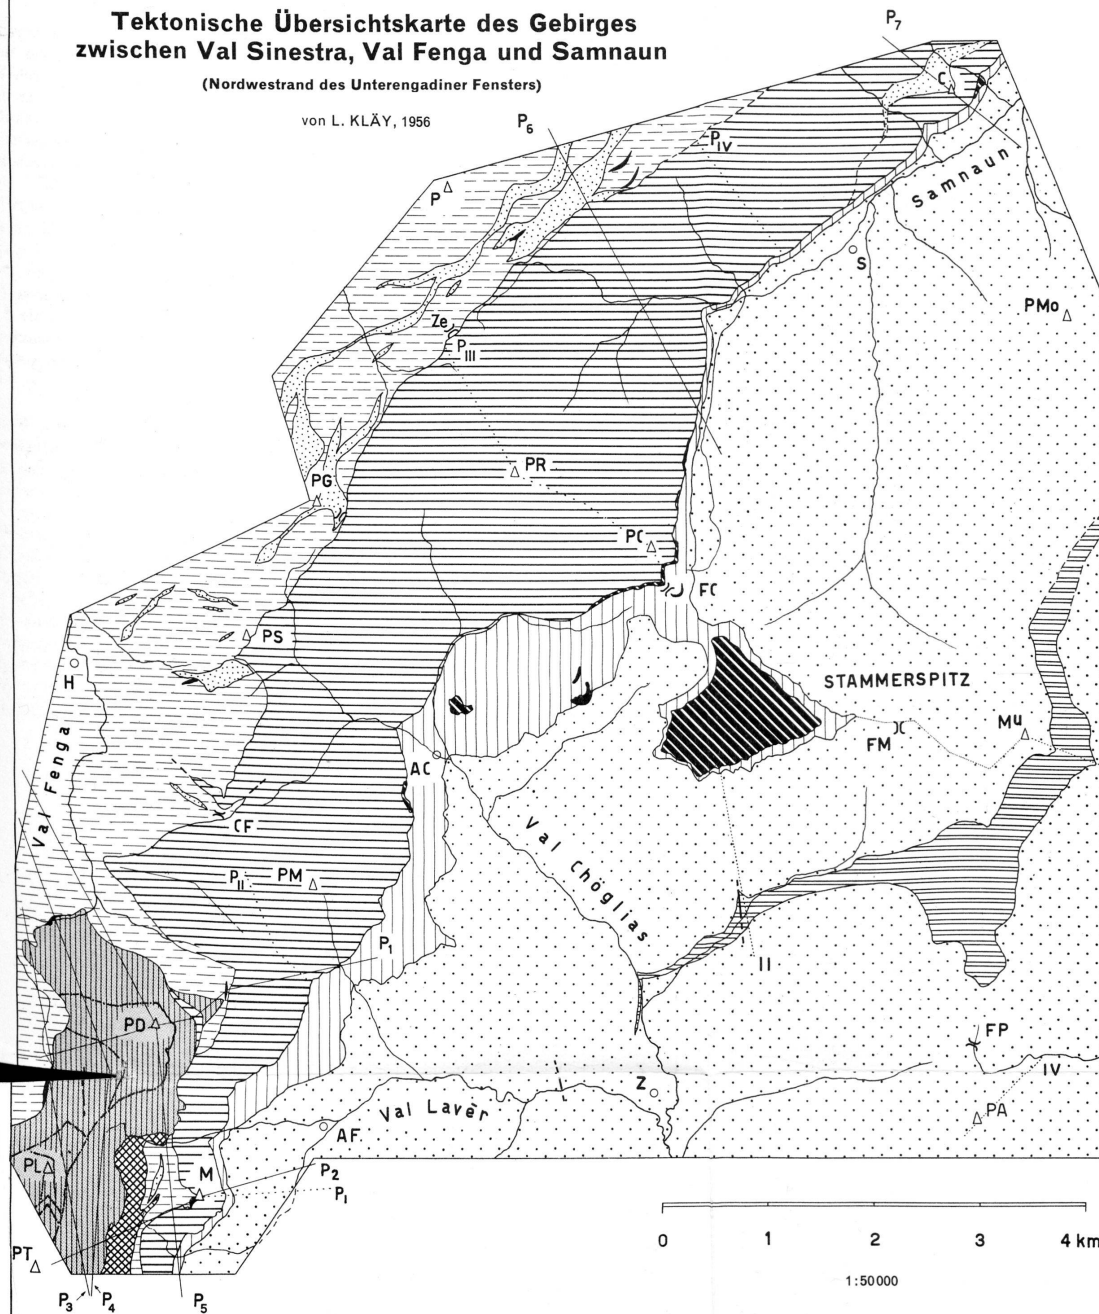 Tektonische Übersichtskarte des Gebirges
zwischen Val Sinestra, Val Fenga und Samnaun
(Nordwestrand des Unterengadiner Fensters)
von L. KLÄY, 1956
P7
P6
C
PIV
Samnaun
P
S
PMo
Ze
PIII
PR
PG
PC
FC
PS
H
STAMMERSPITZ
FM
Mu
AC
Val Fenga
CF
Val Chöglias
PII
PM
P1
II
PD
FP
IV
Z
PA
Val Lavèr
AF
PL
M
P2
PI
PT
0 1 2 3 4 km
1:50000
P3
P4
P5